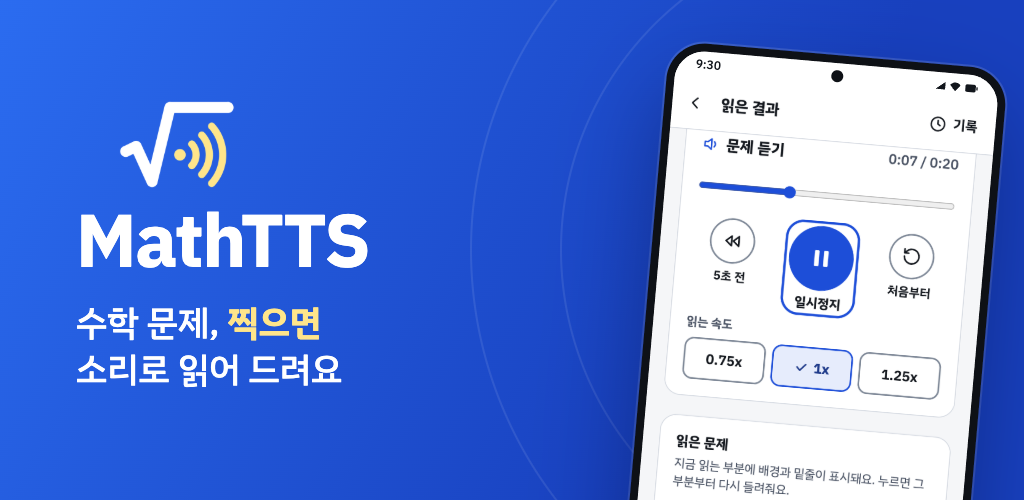 MathTTS
수학 문제, 찍으면
소리로 읽어 드려요
9:30
읽은 결과
기록
문제 듣기
0:07 / 0:20
5초 전
일시정지
처음부터
읽는 속도
0.75x
1x
1.25x
읽은 문제
지금 읽는 부분에 배경과 밑줄이 표시돼요. 누르면 그
부분부터 다시 들려줘요.